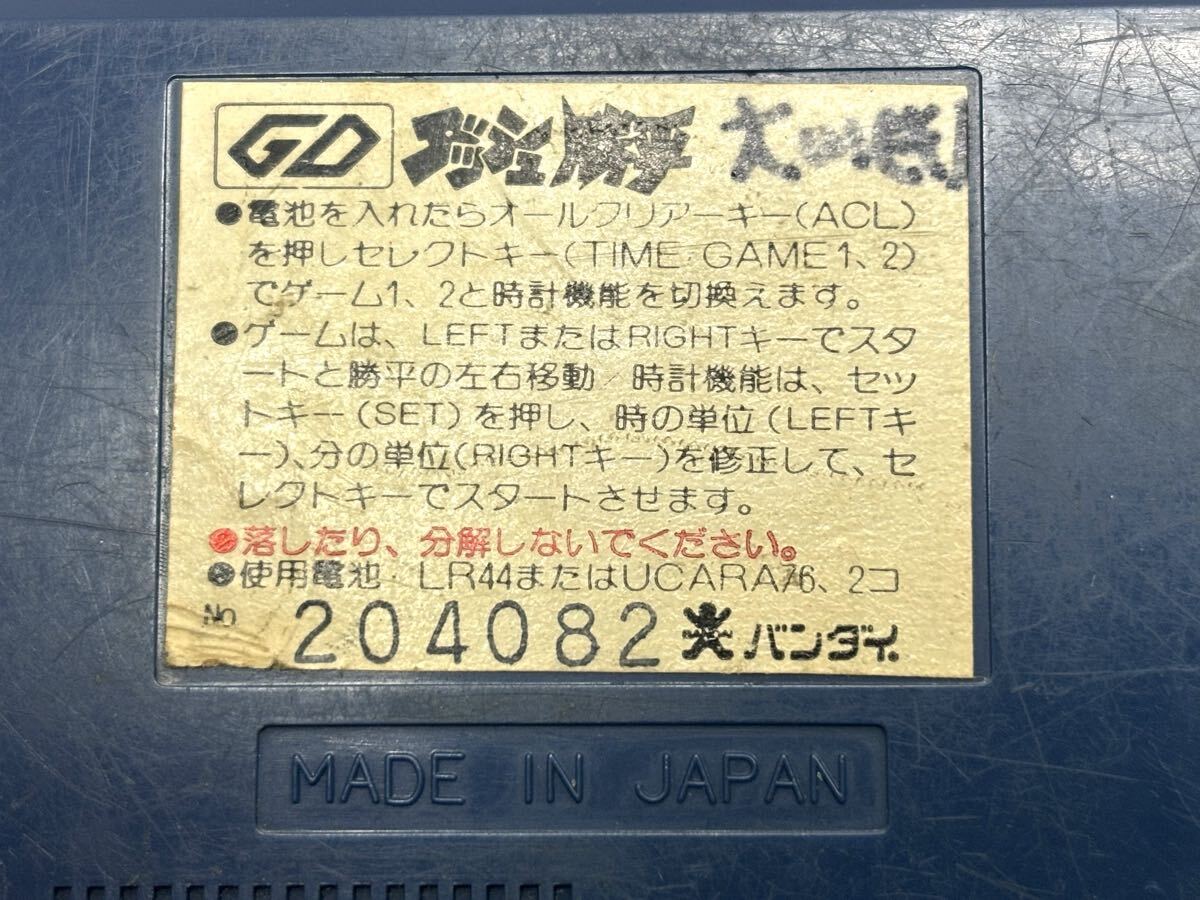 GD ダッシュ勝平
●電池を入れたらオールクリアーキー(ACL)
を押しセレクトキー(TIME/GAME1、2)
でゲーム1、2と時計機能を切換えます。
●ゲームは、LEFTまたはRIGHTキーでスタ
ートと勝平の左右移動／時計機能は、セッ
トキー(SET)を押し、時の単位(LEFTキ
ー)、分の単位(RIGHTキー)を修正して、セ
レクトキーでスタートさせます。
●落したり、分解しないでください。
●使用電池・LR44またはUCARA76、2コ
No 204082 バンダイ
MADE IN JAPAN